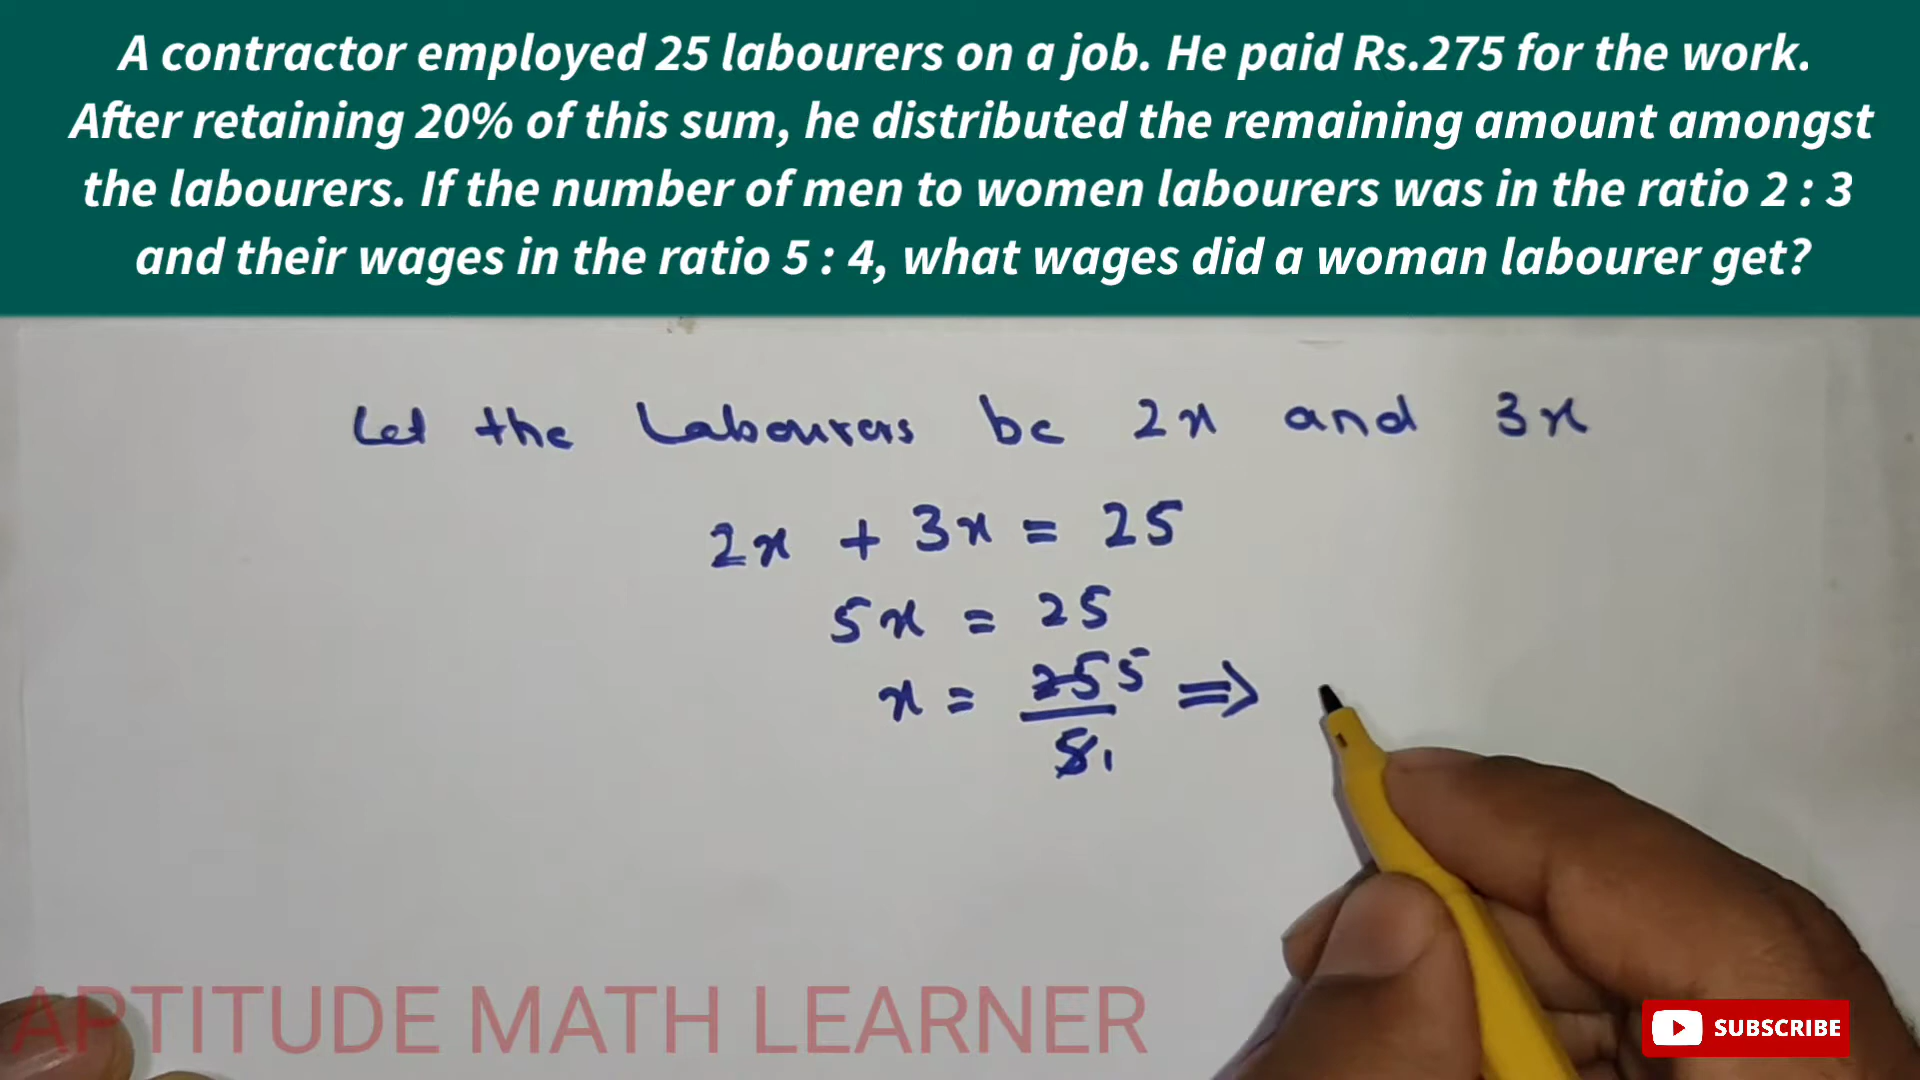 A contractor employed 25 labourers on a job. He paid Rs.275 for the work.
After retaining 20% of this sum, he distributed the remaining amount amongst
the labourers. If the number of men to women labourers was in the ratio 2 : 3
and their wages in the ratio 5 : 4, what wages did a woman labourer get?
Let the Labourers be 2x and 3x
2x + 3x = 25
5x = 25
x = 25 5 ⇒
5 1
APTITUDE MATH LEARNER
SUBSCRIBE